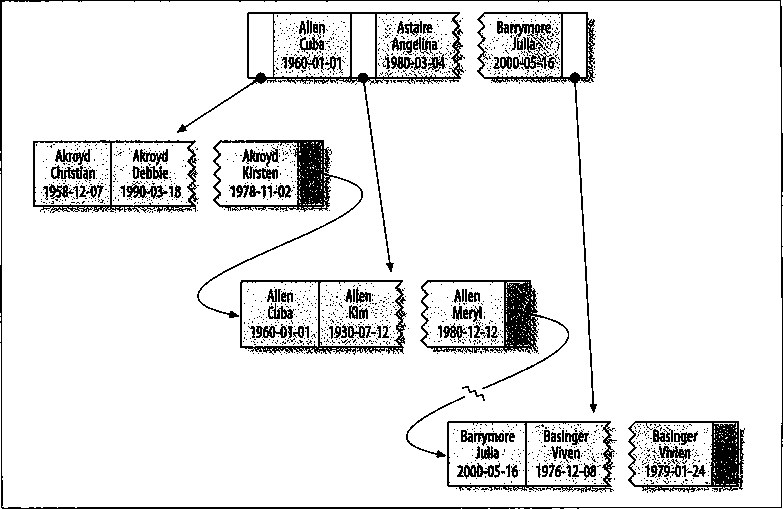 Allen
Cuba
1960-01-01
Astaire
Angelina
1980-03-04
Barrymore
Julia
2000-05-16
Akroyd
Christian
1958-12-07
Akroyd
Debbie
1990-03-18
Akroyd
Kirsten
1978-11-02
Allen
Cuba
1960-01-01
Allen
Kim
1930-07-12
Allen
Meryl
1980-12-12
Barrymore
Julia
2000-05-16
Basinger
Viven
1976-12-08
Basinger
Vivien
1979-01-24